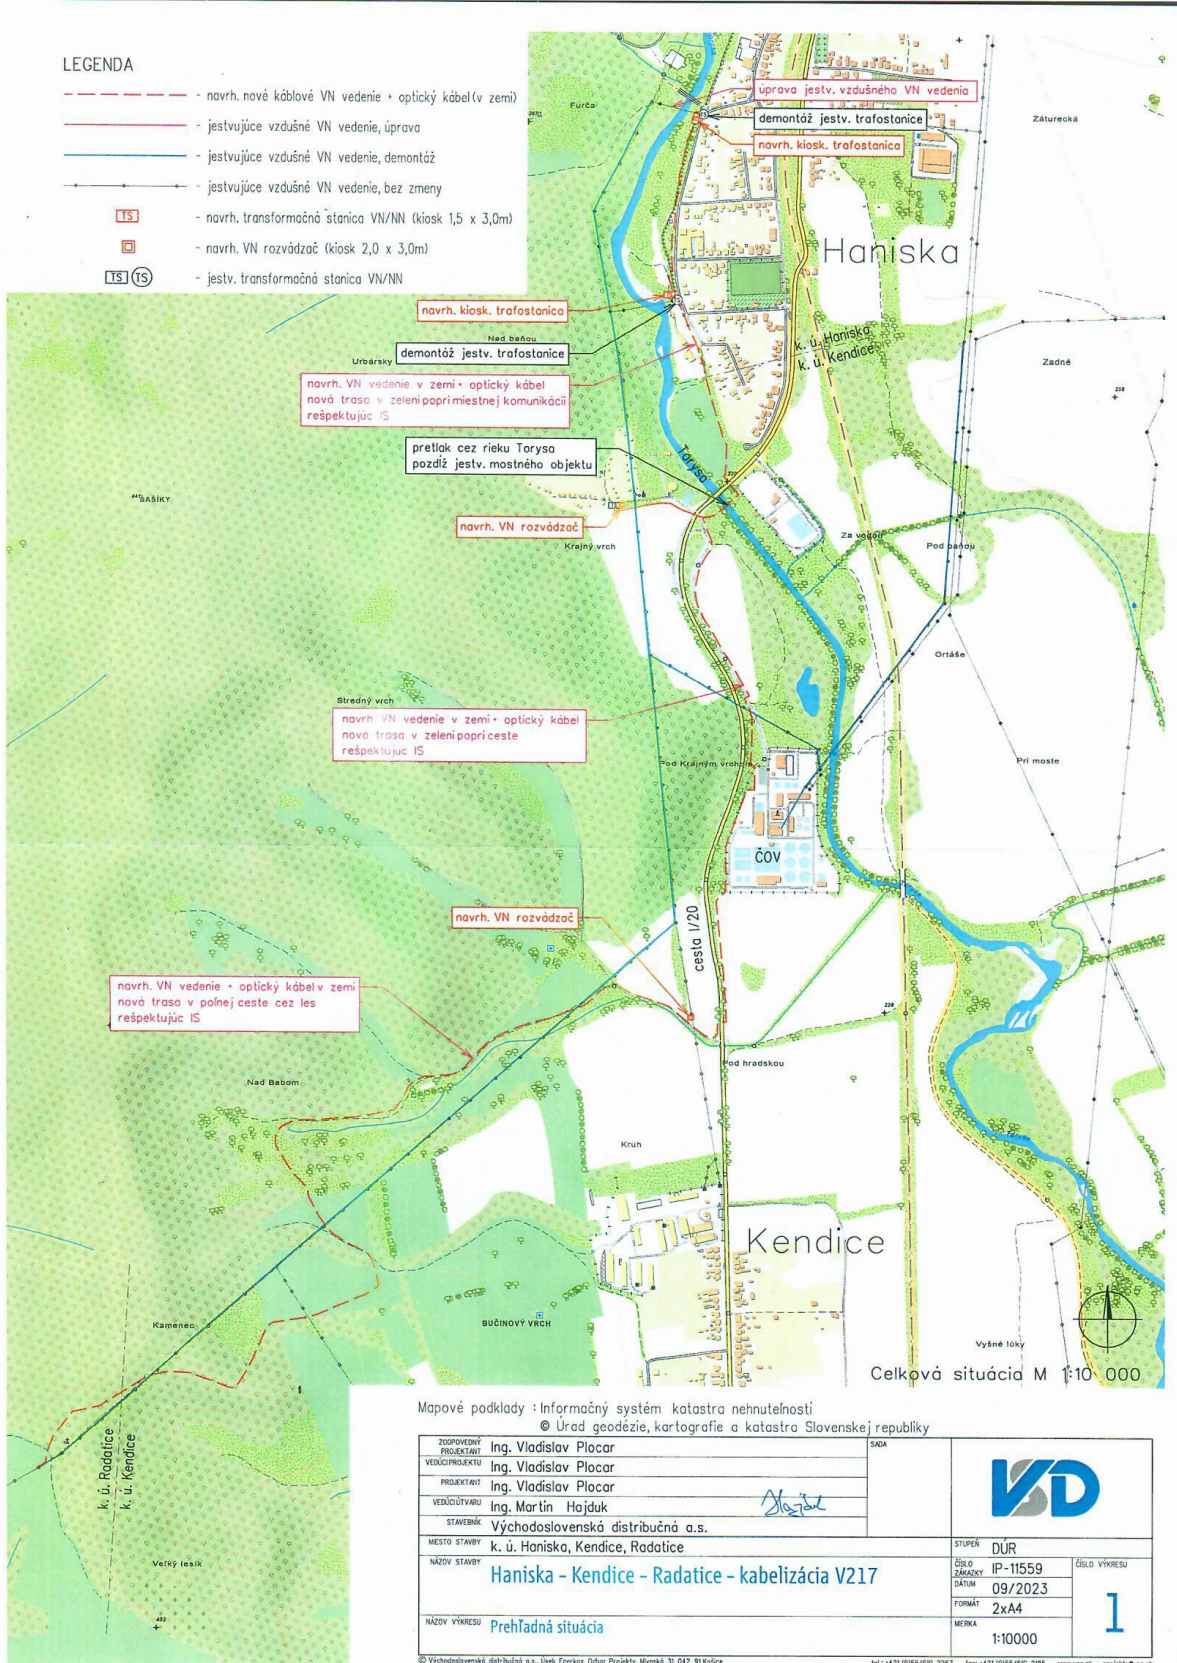 LEGENDA
- navrh. nové káblové VN vedenie + optický kábel (v zemi)
- jestvujúce vzdušné VN vedenie, úprava
- jestvujúce vzdušné VN vedenie, demontáž
- jestvujúce vzdušné VN vedenie, bez zmeny
TS - navrh. transformačná stanica VN/NN (kiosk 1,5 x 3,0m)
- navrh. VN rozvádzač (kiosk 2,0 x 3,0m)
TS TS - jestv. transformačná stanica VN/NN
Furča
úprava jestv. vzdušného VN vedenia
demontáž jestv. trafostanice
navrh. kiosk. trafostanica
Záturecká
Haniska
navrh. kiosk. trafostanica
Nad baňou
Urbársky
demontáž jestv. trafostanice
k. ú. Haniska
k. ú. Kendice
Zadné
258
navrh. VN vedenie v zemi + optický kábel
nová trasa v zeleni popri miestnej komunikácii
rešpektujúc IS
pretlak cez rieku Torysa
pozdĺž jestv. mostného objektu
Torysa
ŠAŠÍKY
navrh. VN rozvádzač
Krajný vrch
Za vodou
Pod baňou
Ortáše
Stredný vrch
navrh. VN vedenie v zemi + optický kábel
nová trasa v zeleni popri ceste
rešpektujúc IS
Pod Krajným vrchom
Pri moste
ČOV
navrh. VN rozvádzač
cesta I/20
navrh. VN vedenie + optický kábel v zemi
nová trasa v poľnej ceste cez les
rešpektujúc IS
Nad Babom
Pod hradskou
Kruh
Torysa
Kendice
Kamenec
BUČINOVÝ VRCH
Vyšné lúky
Celková situácia M 1:10 000
k. ú. Radatice
k. ú. Kendice
Veľký lesík
402
Mapové podklady : Informačný systém katastra nehnuteľností
© Úrad geodézie, kartografie a katastra Slovenskej republiky
ZODPOVEDNÝ PROJEKTANT Ing. Vladislav Plocar
VEDÚCI PROJEKTU Ing. Vladislav Plocar
PROJEKTANT Ing. Vladislav Plocar
VEDÚCI ÚTVARU Ing. Martin Hajduk
STAVEBNÍK Východoslovenská distribučná a.s.
SADA
VSD
MESTO STAVBY k. ú. Haniska, Kendice, Radatice
STUPEŇ DÚR
NÁZOV STAVBY Haniska - Kendice - Radatice - kabelizácia V217
ČÍSLO ZÁKAZKY IP-11559
DÁTUM 09/2023
FORMÁT 2xA4
MIERKA 1:10000
ČÍSLO VÝKRESU 1
NÁZOV VÝKRESU Prehľadná situácia